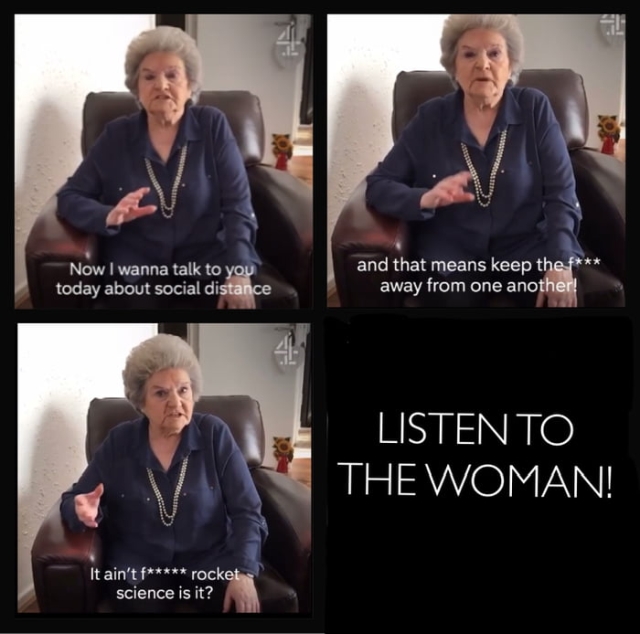 Now I wanna talk to you
today about social distance
and that means keep the f***
away from one another!
It ain't f***** rocket
science is it?
LISTEN TO
THE WOMAN!